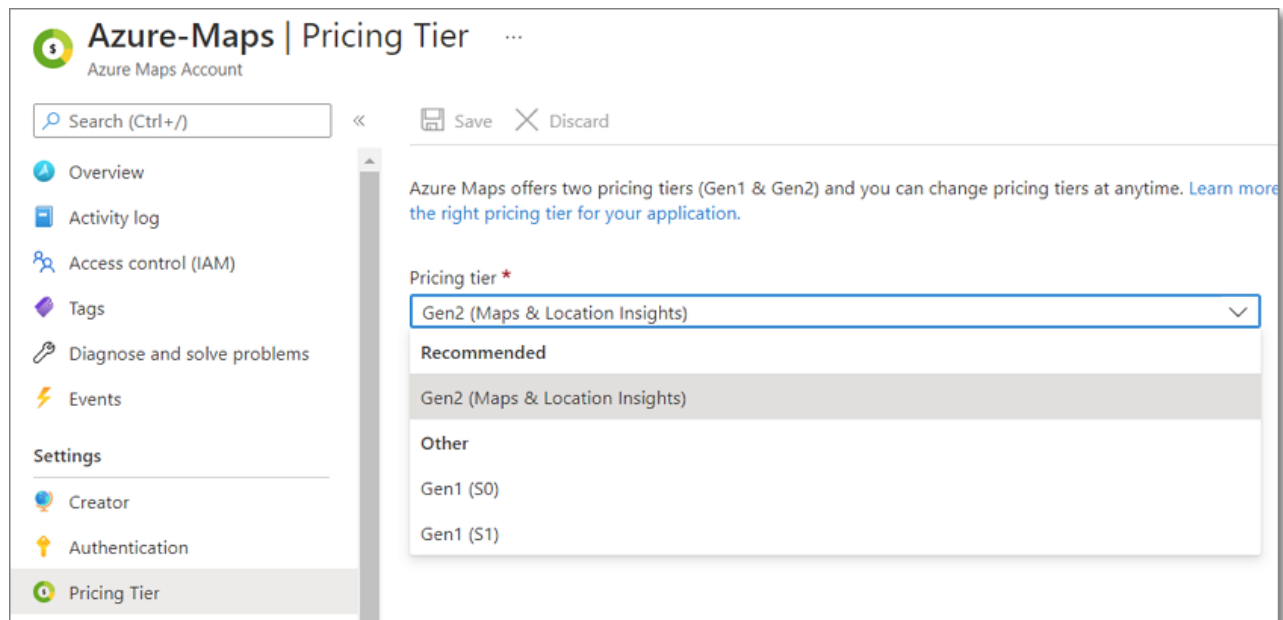 Azure-Maps | Pricing Tier ...
Azure Maps Account
Search (Ctrl+/)
«
Save
Discard
Overview
Activity log
Access control (IAM)
Tags
Diagnose and solve problems
Events
Settings
Creator
Authentication
Pricing Tier
Azure Maps offers two pricing tiers (Gen1 & Gen2) and you can change pricing tiers at anytime. Learn more
the right pricing tier for your application.
Pricing tier *
Gen2 (Maps & Location Insights)
Recommended
Gen2 (Maps & Location Insights)
Other
Gen1 (S0)
Gen1 (S1)